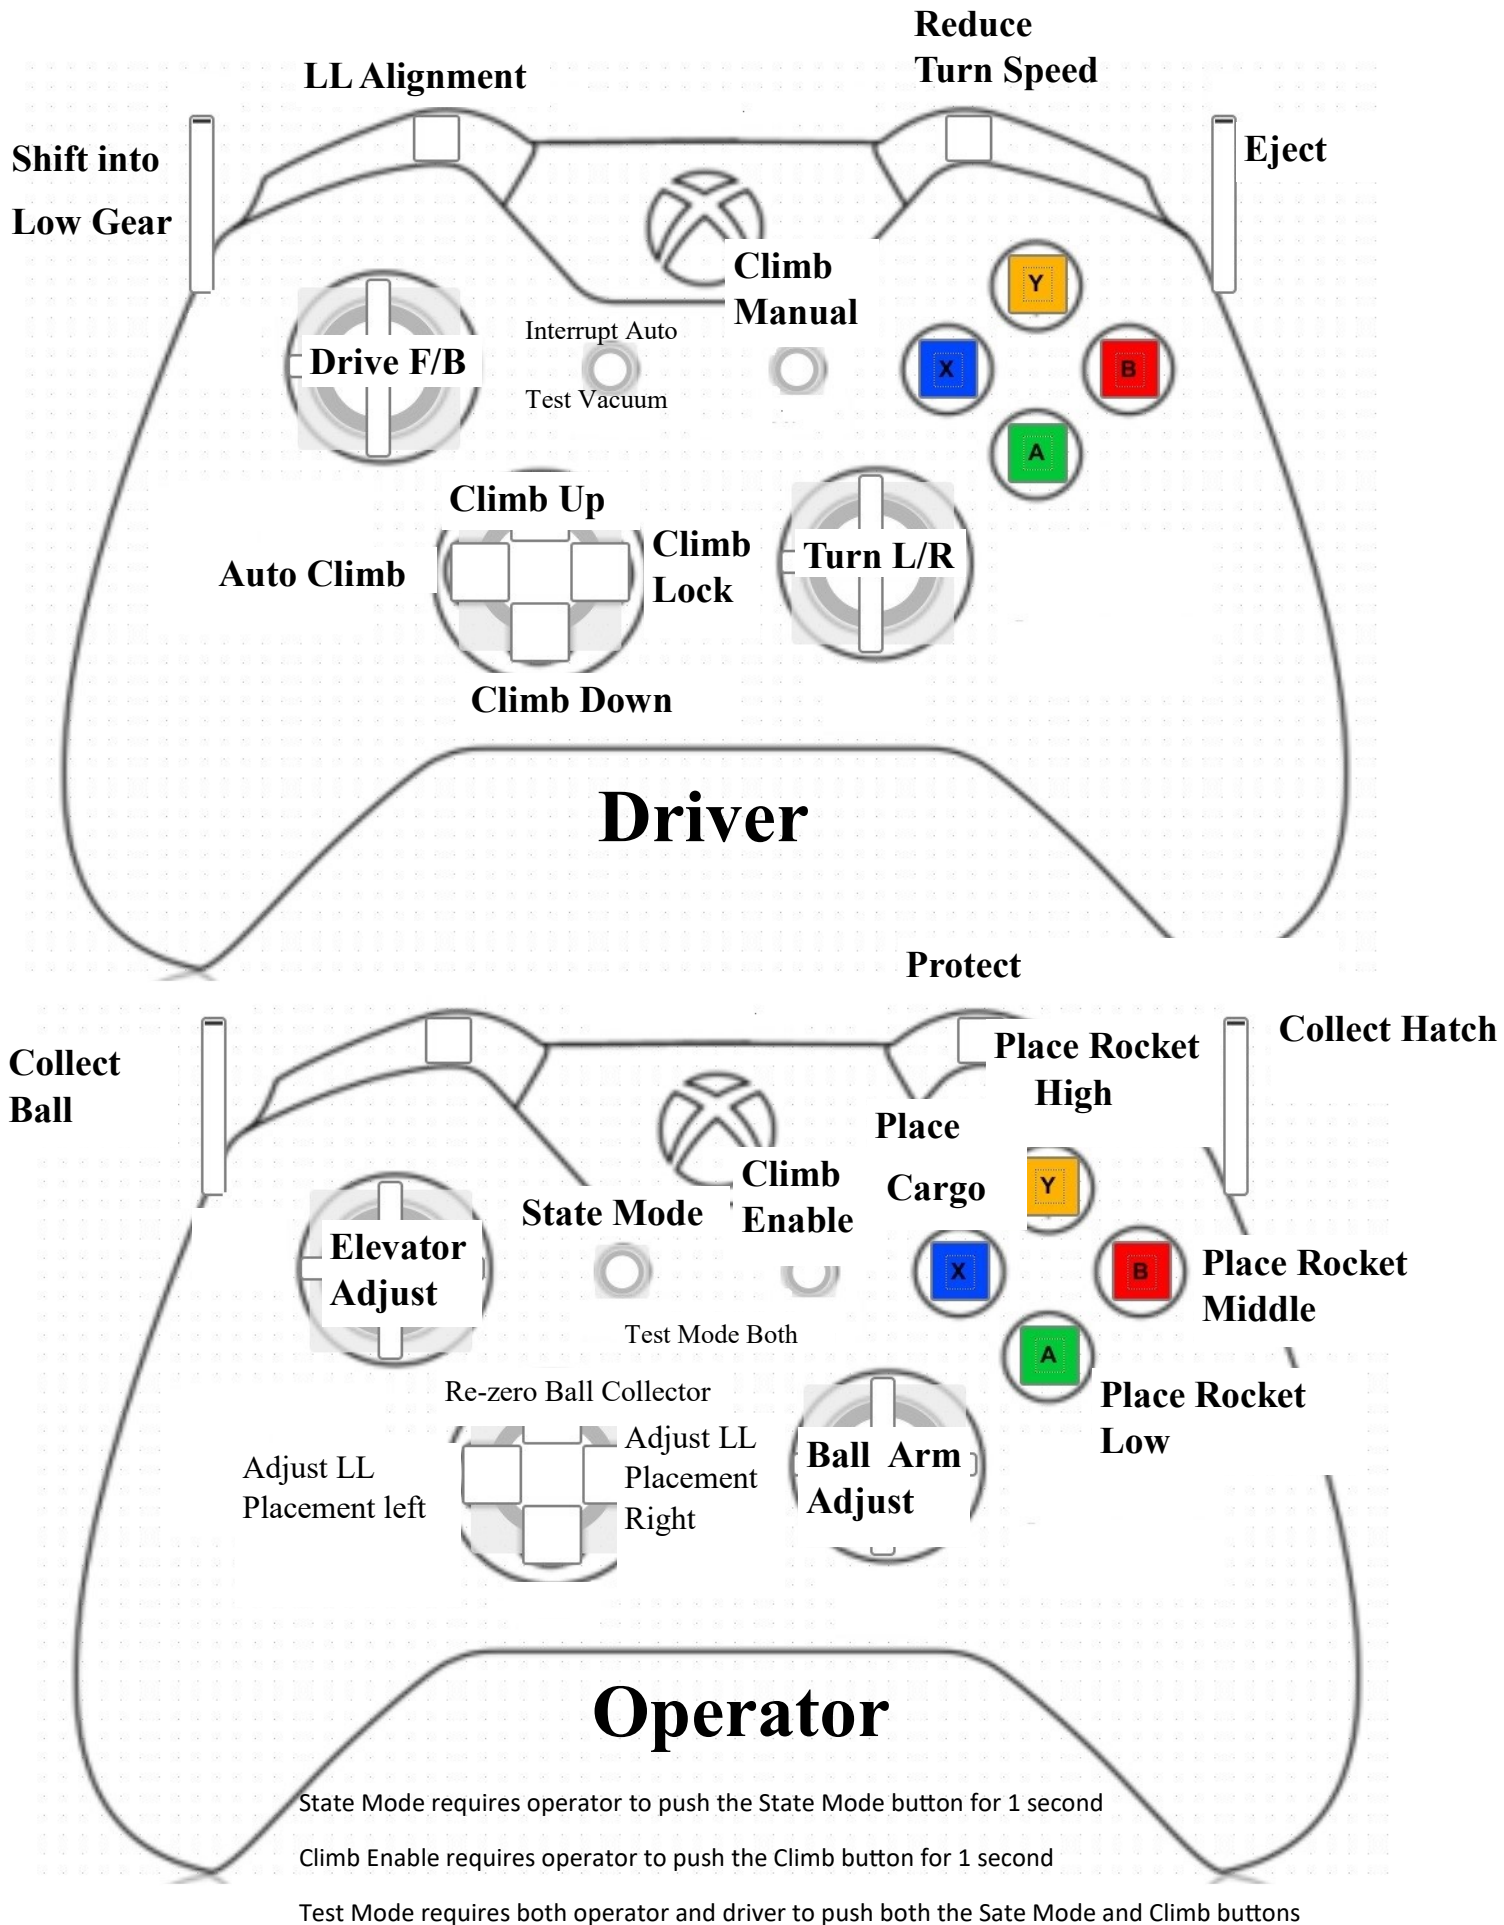 Reduce
Turn Speed
LL Alignment
Shift into
Low Gear
Eject
Climb
Manual
Y
Interrupt Auto
Drive F/B
X
B
Test Vacuum
A
Climb Up
Climb
Lock
Auto Climb
Turn L/R
Climb Down
Driver
Protect
Collect Hatch
Collect
Ball
Place Rocket
High
Place
Cargo
Climb
Enable
Y
State Mode
Elevator
Adjust
X
B
Place Rocket
Middle
Test Mode Both
A
Re-zero Ball Collector
Place Rocket
Low
Adjust LL
Placement left
Adjust LL
Placement
Right
Ball Arm
Adjust
Operator
State Mode requires operator to push the State Mode button for 1 second
Climb Enable requires operator to push the Climb button for 1 second
Test Mode requires both operator and driver to push both the Sate Mode and Climb buttons